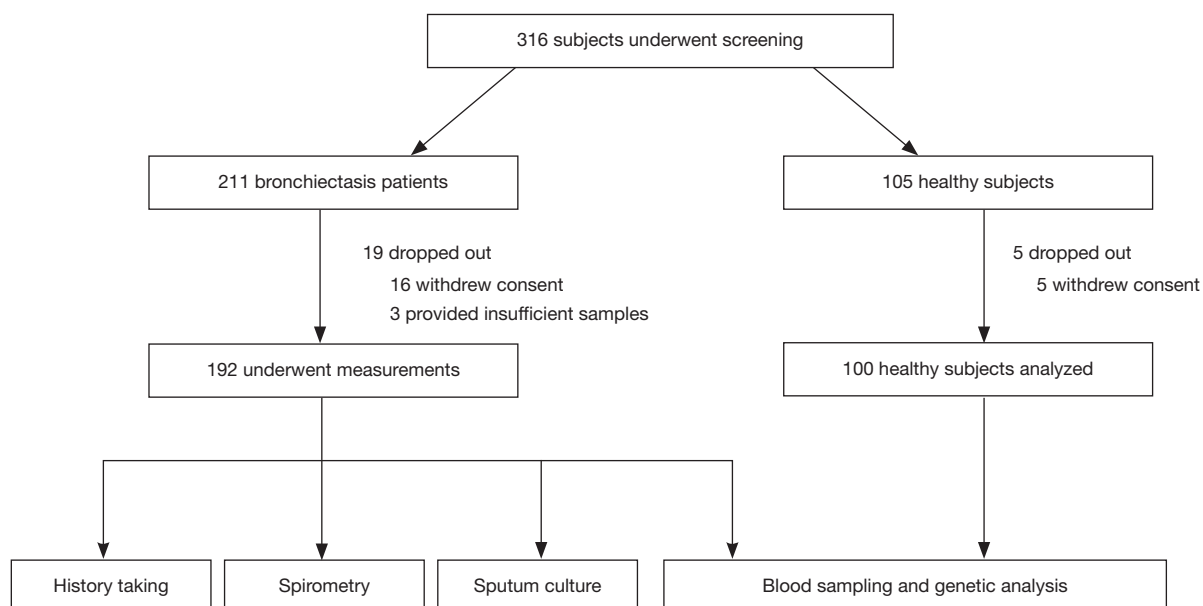 316 subjects underwent screening
211 bronchiectasis patients
105 healthy subjects
19 dropped out
16 withdrew consent
3 provided insufficient samples
5 dropped out
5 withdrew consent
192 underwent measurements
100 healthy subjects analyzed
History taking
Spirometry
Sputum culture
Blood sampling and genetic analysis